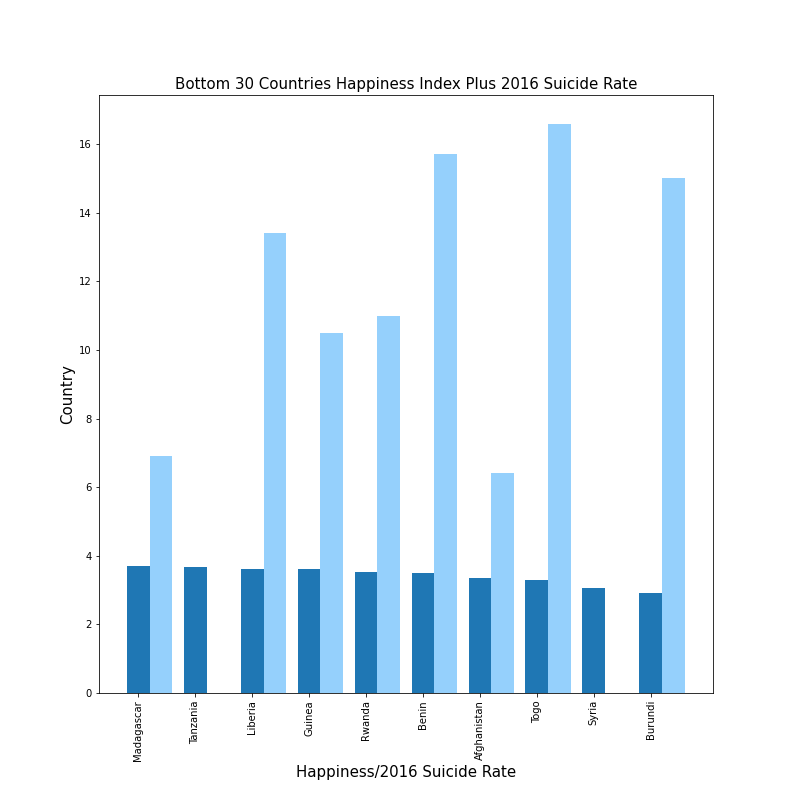 Bottom 30 Countries Happiness Index Plus 2016 Suicide Rate
Country
16
14
12
10
8
6
4
2
0
Madagascar
Tanzania
Liberia
Guinea
Rwanda
Benin
Afghanistan
Togo
Syria
Burundi
Happiness/2016 Suicide Rate